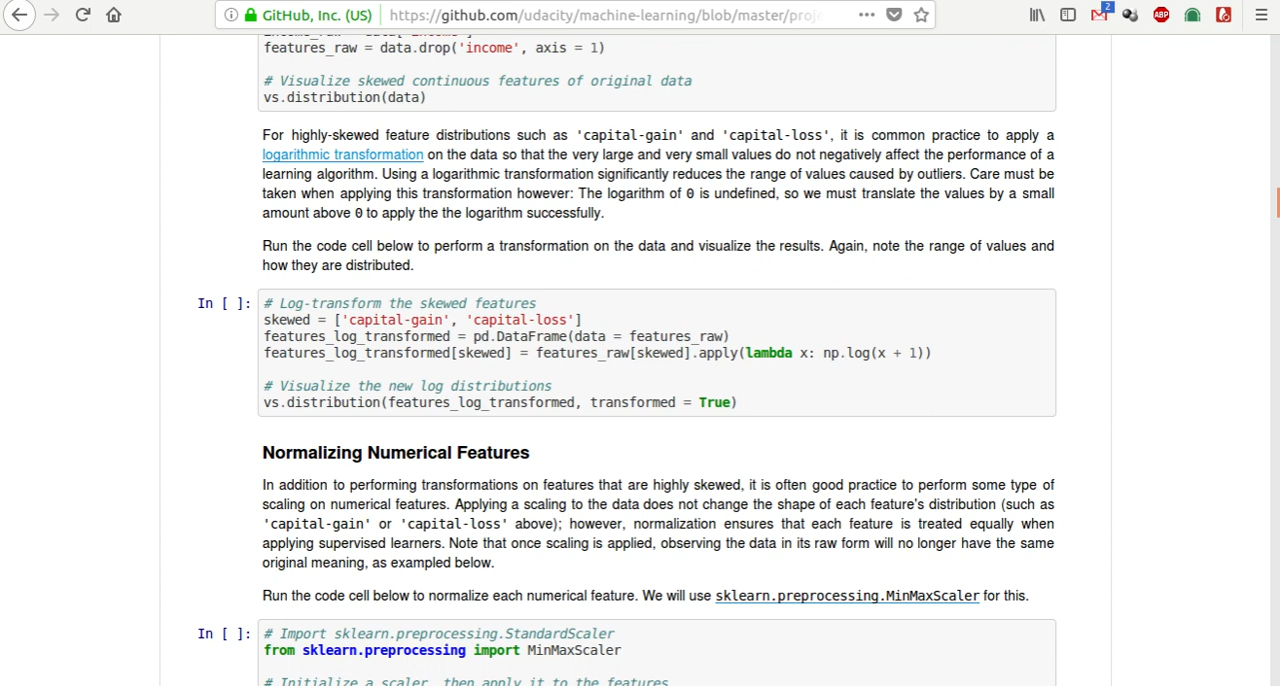 GitHub, Inc. (US) https://github.com/udacity/machine-learning/blob/master/proje
2
ABP
features_raw = data.drop('income', axis = 1)
# Visualize skewed continuous features of original data
vs.distribution(data)
For highly-skewed feature distributions such as 'capital-gain' and 'capital-loss', it is common practice to apply a
logarithmic transformation on the data so that the very large and very small values do not negatively affect the performance of a
learning algorithm. Using a logarithmic transformation significantly reduces the range of values caused by outliers. Care must be
taken when applying this transformation however: The logarithm of 0 is undefined, so we must translate the values by a small
amount above 0 to apply the the logarithm successfully.
Run the code cell below to perform a transformation on the data and visualize the results. Again, note the range of values and
how they are distributed.
In [ ]: # Log-transform the skewed features
skewed = ['capital-gain', 'capital-loss']
features_log_transformed = pd.DataFrame(data = features_raw)
features_log_transformed[skewed] = features_raw[skewed].apply(lambda x: np.log(x + 1))
# Visualize the new log distributions
vs.distribution(features_log_transformed, transformed = True)
Normalizing Numerical Features
In addition to performing transformations on features that are highly skewed, it is often good practice to perform some type of
scaling on numerical features. Applying a scaling to the data does not change the shape of each feature's distribution (such as
'capital-gain' or 'capital-loss' above); however, normalization ensures that each feature is treated equally when
applying supervised learners. Note that once scaling is applied, observing the data in its raw form will no longer have the same
original meaning, as exampled below.
Run the code cell below to normalize each numerical feature. We will use sklearn.preprocessing.MinMaxScaler for this.
In [ ]: # Import sklearn.preprocessing.StandardScaler
from sklearn.preprocessing import MinMaxScaler
# Initialize a scaler, then apply it to the features